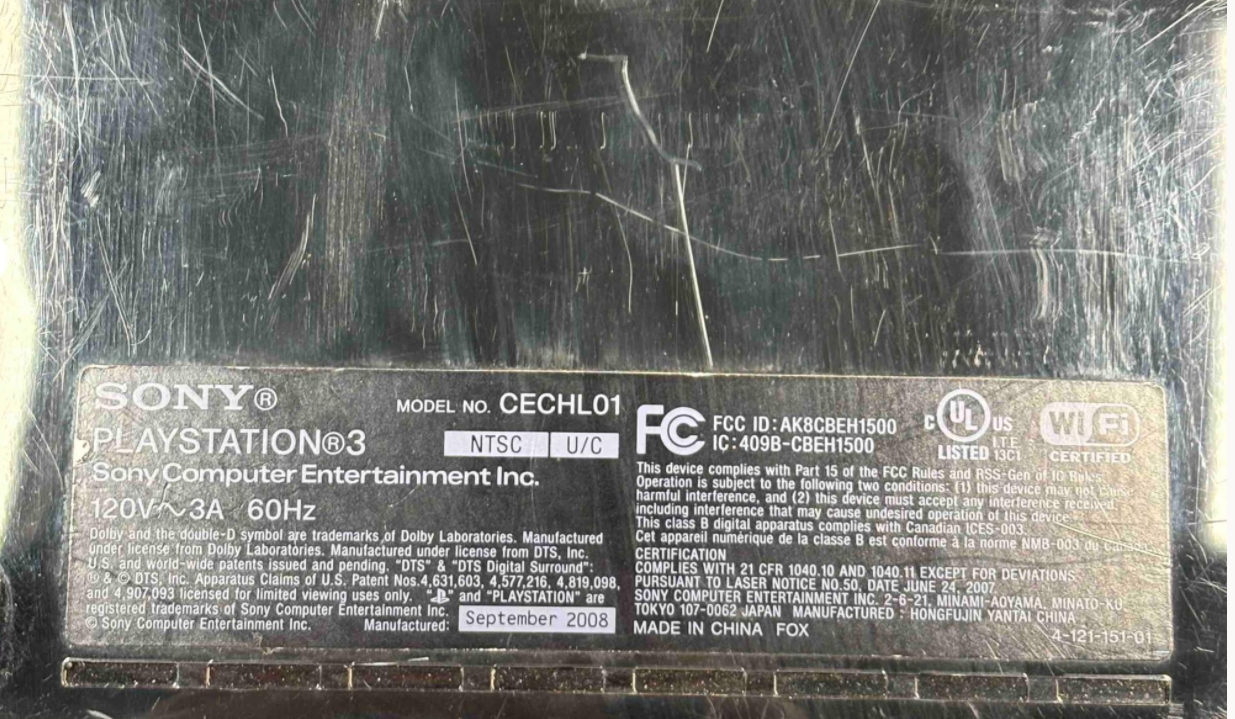 SONY®
MODEL NO. CECHL01
PLAYSTATION®3
NTSC U/C
Sony Computer Entertainment Inc.
120V～3A 60Hz
Dolby and the double-D symbol are trademarks of Dolby Laboratories. Manufactured
under license from Dolby Laboratories. Manufactured under license from DTS, Inc.
U.S. and world-wide patents issued and pending. "DTS" & "DTS Digital Surround":
® & © DTS, Inc. Apparatus Claims of U.S. Patent Nos.4,631,603, 4,577,216, 4,819,098,
and 4,907,093 licensed for limited viewing uses only. " " and "PLAYSTATION" are
registered trademarks of Sony Computer Entertainment Inc.
© Sony Computer Entertainment Inc.
Manufactured: September 2008
FC FCC ID: AK8CBEH1500
IC: 409B-CBEH1500
C UL US
LISTED I.T.E. 13C1
Wi Fi
CERTIFIED
This device complies with Part 15 of the FCC Rules and RSS-Gen of IC Rules.
Operation is subject to the following two conditions: (1) this device may not cause
harmful interference, and (2) this device must accept any interference received,
including interference that may cause undesired operation of this device.
This class B digital apparatus complies with Canadian ICES-003.
Cet appareil numérique de la classe B est conforme à la norme NMB-003 du Canada.
CERTIFICATION
COMPLIES WITH 21 CFR 1040.10 AND 1040.11 EXCEPT FOR DEVIATIONS
PURSUANT TO LASER NOTICE NO.50, DATE JUNE 24, 2007
SONY COMPUTER ENTERTAINMENT INC. 2-6-21, MINAMI-AOYAMA, MINATO-KU,
TOKYO 107-0062 JAPAN MANUFACTURED : HONGFUJIN YANTAI CHINA
MADE IN CHINA FOX
4-121-151-01